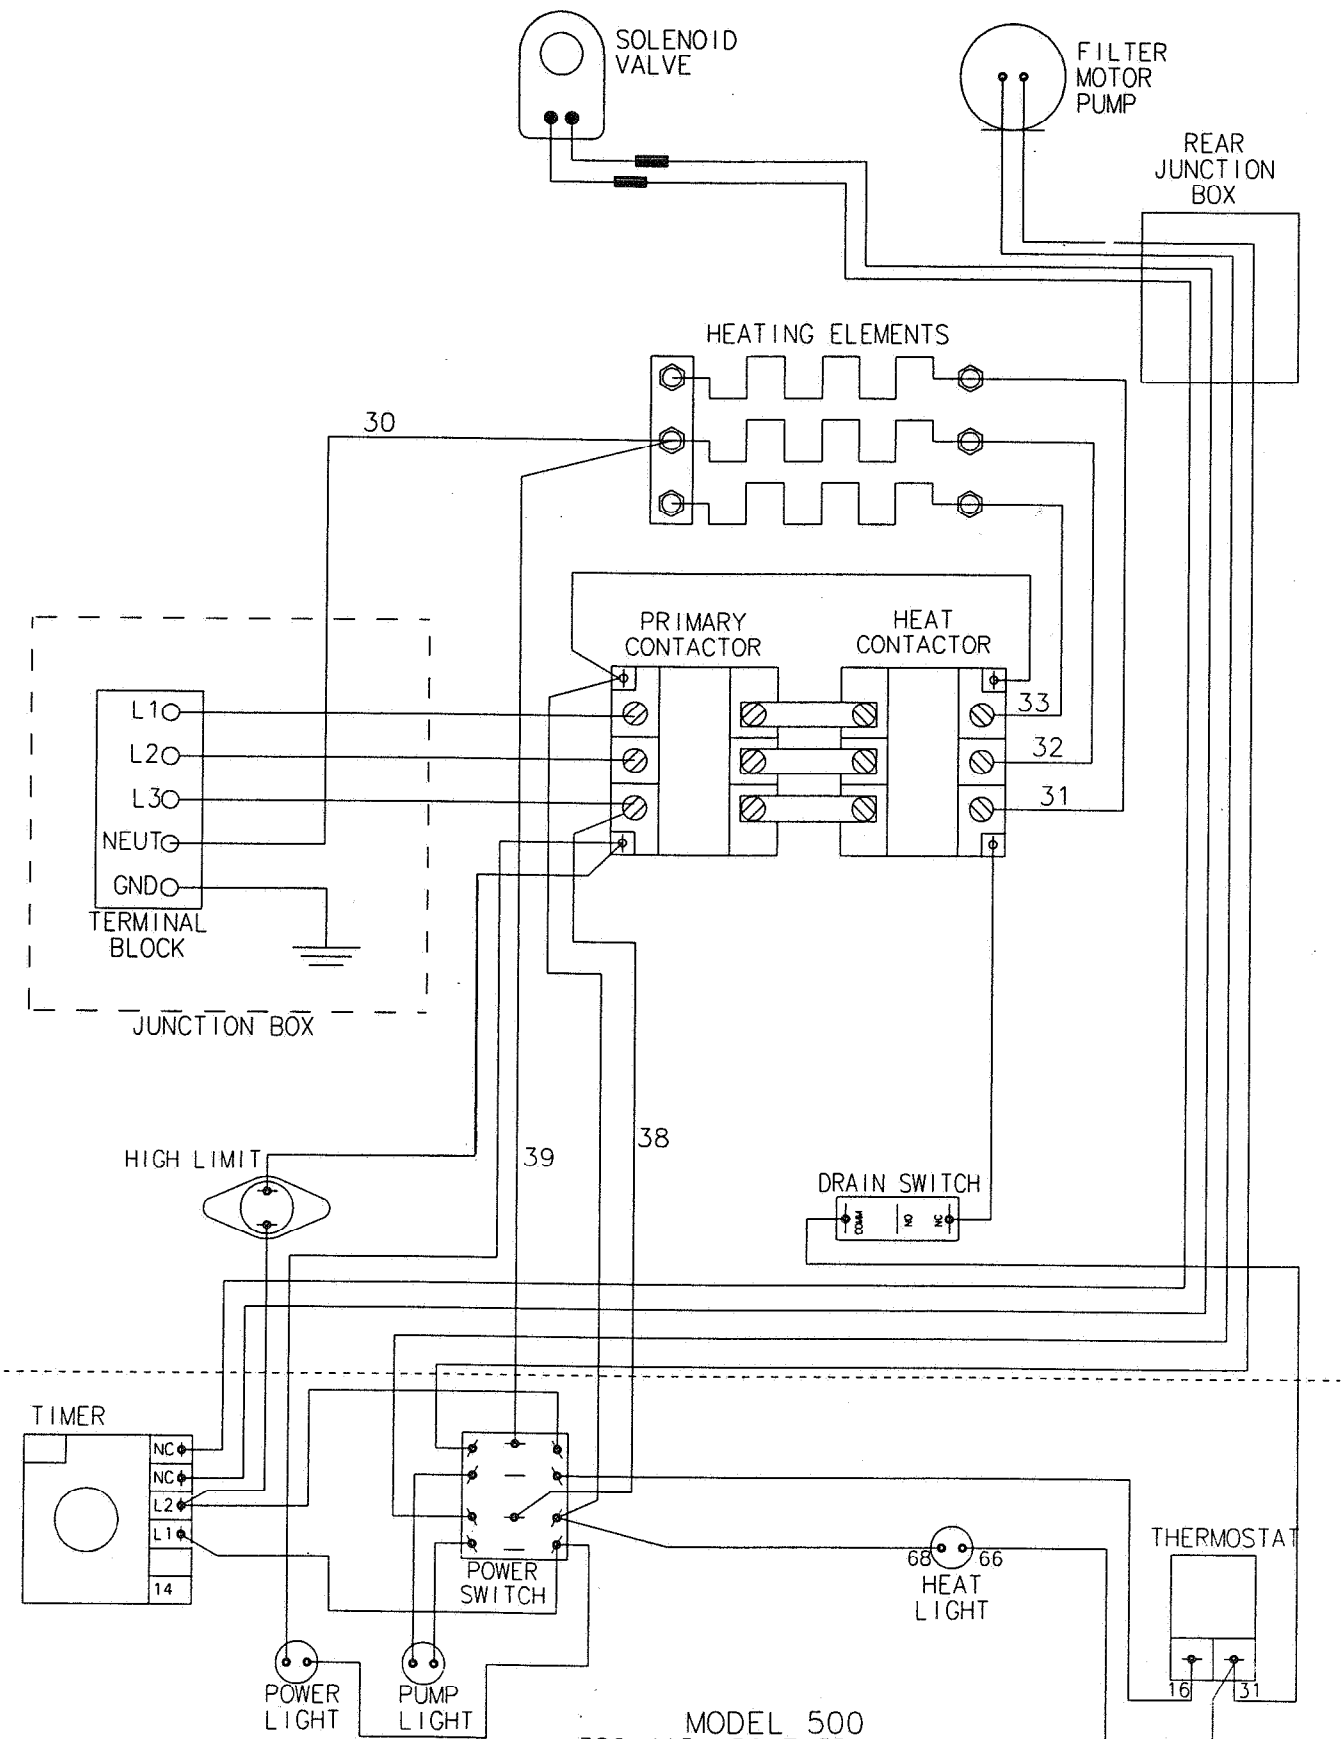 SOLENOID
VALVE
FILTER
MOTOR
PUMP
REAR
JUNCTION
BOX
HEATING ELEMENTS
30
PRIMARY
CONTACTOR
HEAT
CONTACTOR
33
32
31
L1
L2
L3
NEUT
GND
TERMINAL
BLOCK
JUNCTION BOX
38
39
HIGH LIMIT
DRAIN SWITCH
COMM
NO
NC
TIMER
NC
NC
L2
L1
14
POWER
SWITCH
68
66
HEAT
LIGHT
THERMOSTAT
16
31
POWER
LIGHT
PUMP
LIGHT
MODEL 500